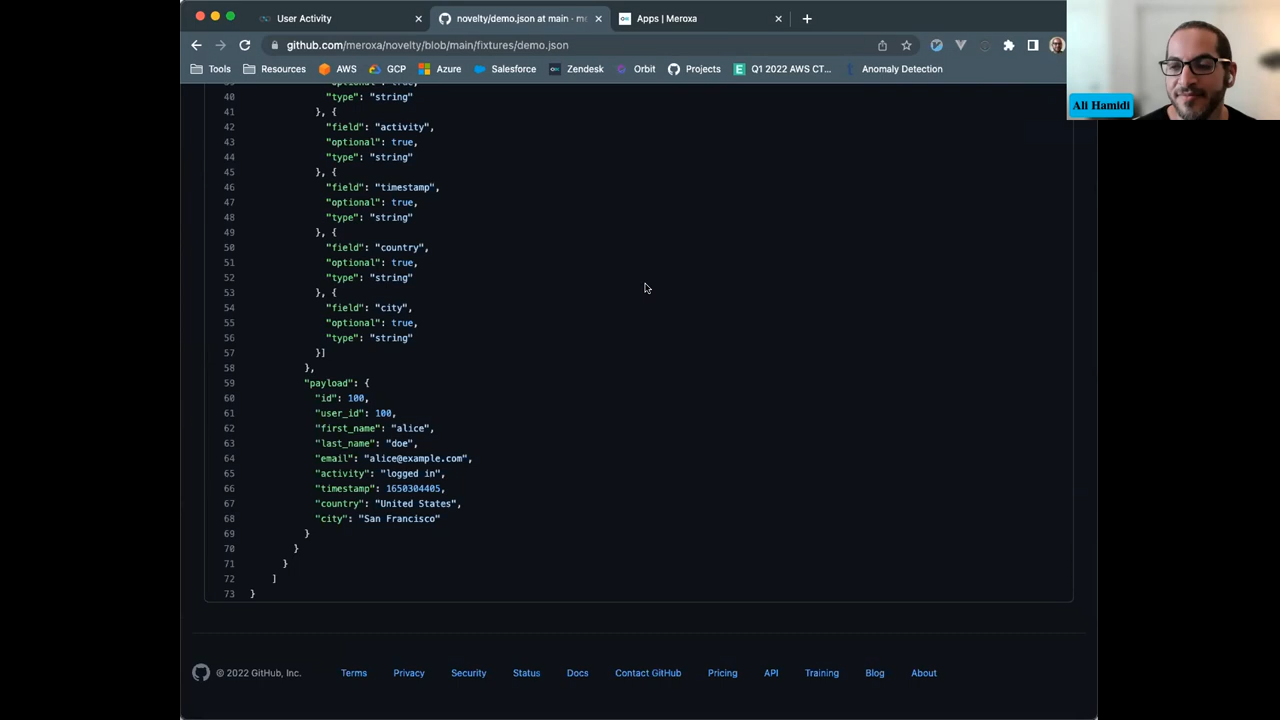 User Activity
novelty/demo.json at main · me
Apps | Meroxa
github.com/meroxa/novelty/blob/main/fixtures/demo.json
Tools
Resources
AWS
GCP
Azure
Salesforce
Zendesk
Orbit
Projects
Q1 2022 AWS CT...
Anomaly Detection
Ali Hamidi
40 "type": "string"
41 }, {
42 "field": "activity",
43 "optional": true,
44 "type": "string"
45 }, {
46 "field": "timestamp",
47 "optional": true,
48 "type": "string"
49 }, {
50 "field": "country",
51 "optional": true,
52 "type": "string"
53 }, {
54 "field": "city",
55 "optional": true,
56 "type": "string"
57 }]
58 },
59 "payload": {
60 "id": 100,
61 "user_id": 100,
62 "first_name": "alice",
63 "last_name": "doe",
64 "email": "alice@example.com",
65 "activity": "logged in",
66 "timestamp": 1650304405,
67 "country": "United States",
68 "city": "San Francisco"
69 }
70 }
71 }
72 ]
73 }
© 2022 GitHub, Inc.
Terms
Privacy
Security
Status
Docs
Contact GitHub
Pricing
API
Training
Blog
About